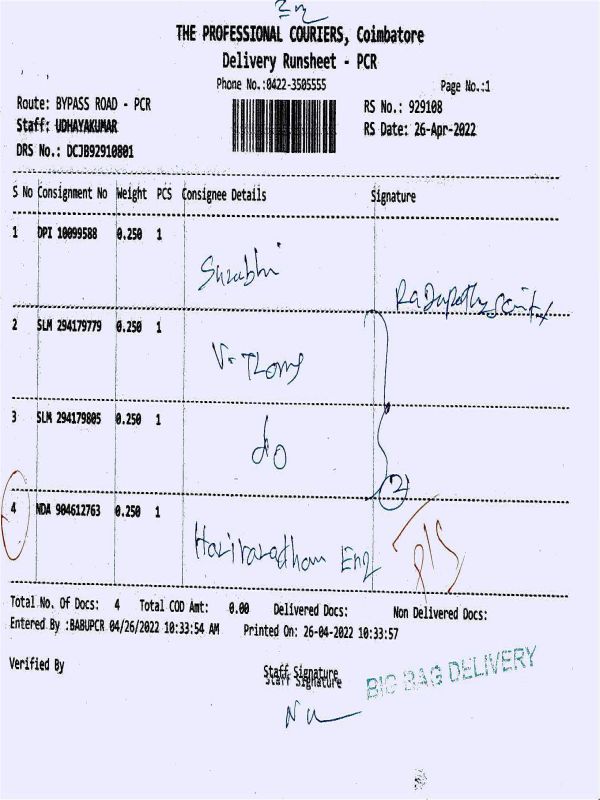 THE PROFESSIONAL COURIERS, Coimbatore
Delivery Runsheet - PCR
Phone No.:0422-3505555 Page No.:1
Route: BYPASS ROAD - PCR RS No.: 929108
Staff: UDHAYAKUMAR RS Date: 26-Apr-2022
DRS No.: DCJB92910801
S No Consignment No Weight PCS Consignee Details Signature
1 DPI 10099588 0.250 1
Surabhi
2 SLM 294179779 0.250 1
3 SLM 294179805 0.250 1
do
2
4 NDA 904612763 0.250 1
Total No. Of Docs: 4 Total COD Amt: 0.00 Delivered Docs: Non Delivered Docs:
Entered By :BABUPCR 04/26/2022 10:33:54 AM Printed On: 26-04-2022 10:33:57
Verified By Staff Signature
Staff Signature
BIG BAG DELIVERY